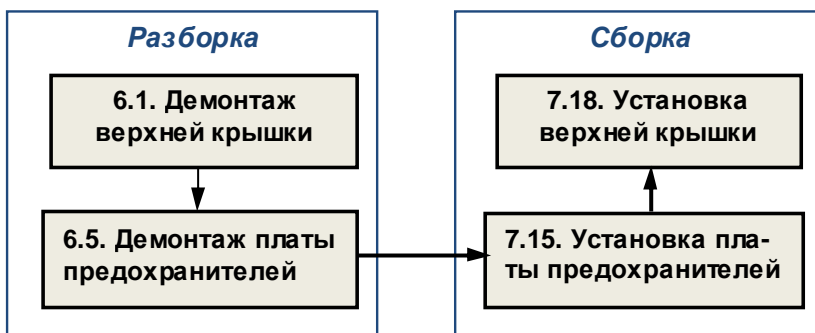 Разборка
6.1. Демонтаж
верхней крышки
6.5. Демонтаж платы
предохранителей
Сборка
7.18. Установка
верхней крышки
7.15. Установка пла-
ты предохранителей